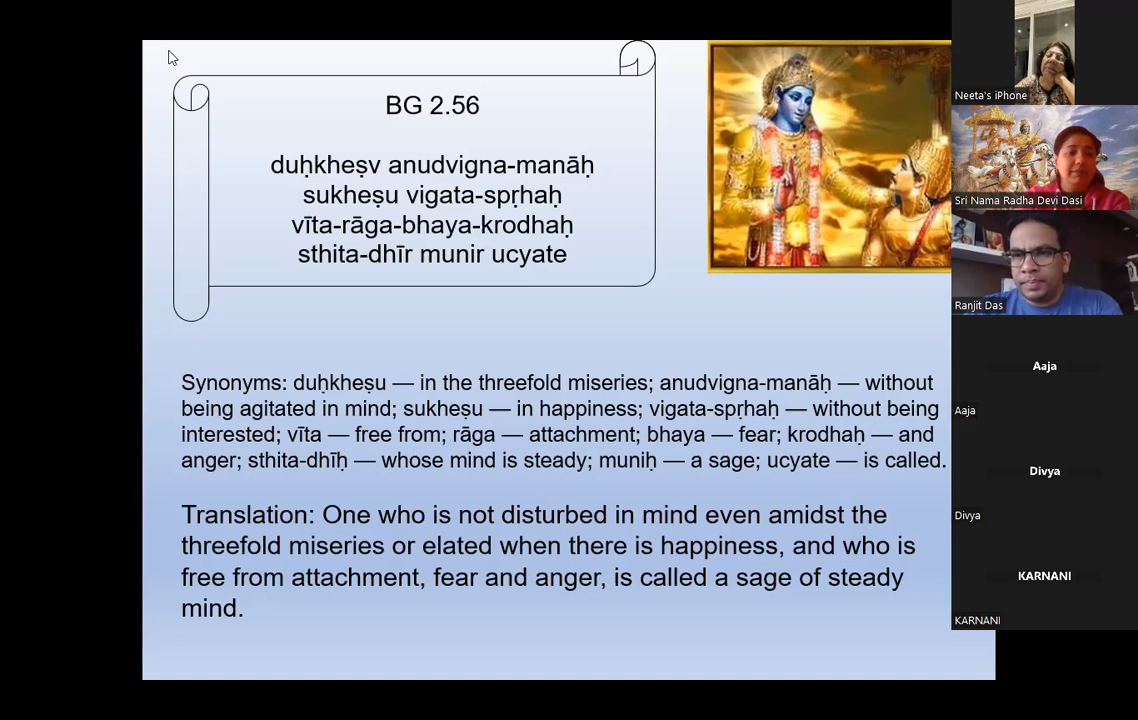 BG 2.56
duḥkheṣv anudvigna-manāḥ
sukheṣu vigata-spṛhaḥ
vīta-rāga-bhaya-krodhaḥ
sthita-dhīr munir ucyate
Synonyms: duḥkheṣu — in the threefold miseries; anudvigna-manāḥ — without
being agitated in mind; sukheṣu — in happiness; vigata-spṛhaḥ — without being
interested; vīta — free from; rāga — attachment; bhaya — fear; krodhaḥ — and
anger; sthita-dhīḥ — whose mind is steady; muniḥ — a sage; ucyate — is called.
Translation: One who is not disturbed in mind even amidst the
threefold miseries or elated when there is happiness, and who is
free from attachment, fear and anger, is called a sage of steady
mind.
Neeta's iPhone
Sri Nama Radha Devi Dasi
Ranjit Das
Aaja
Aaja
Divya
Divya
KARNANI
KARNANI